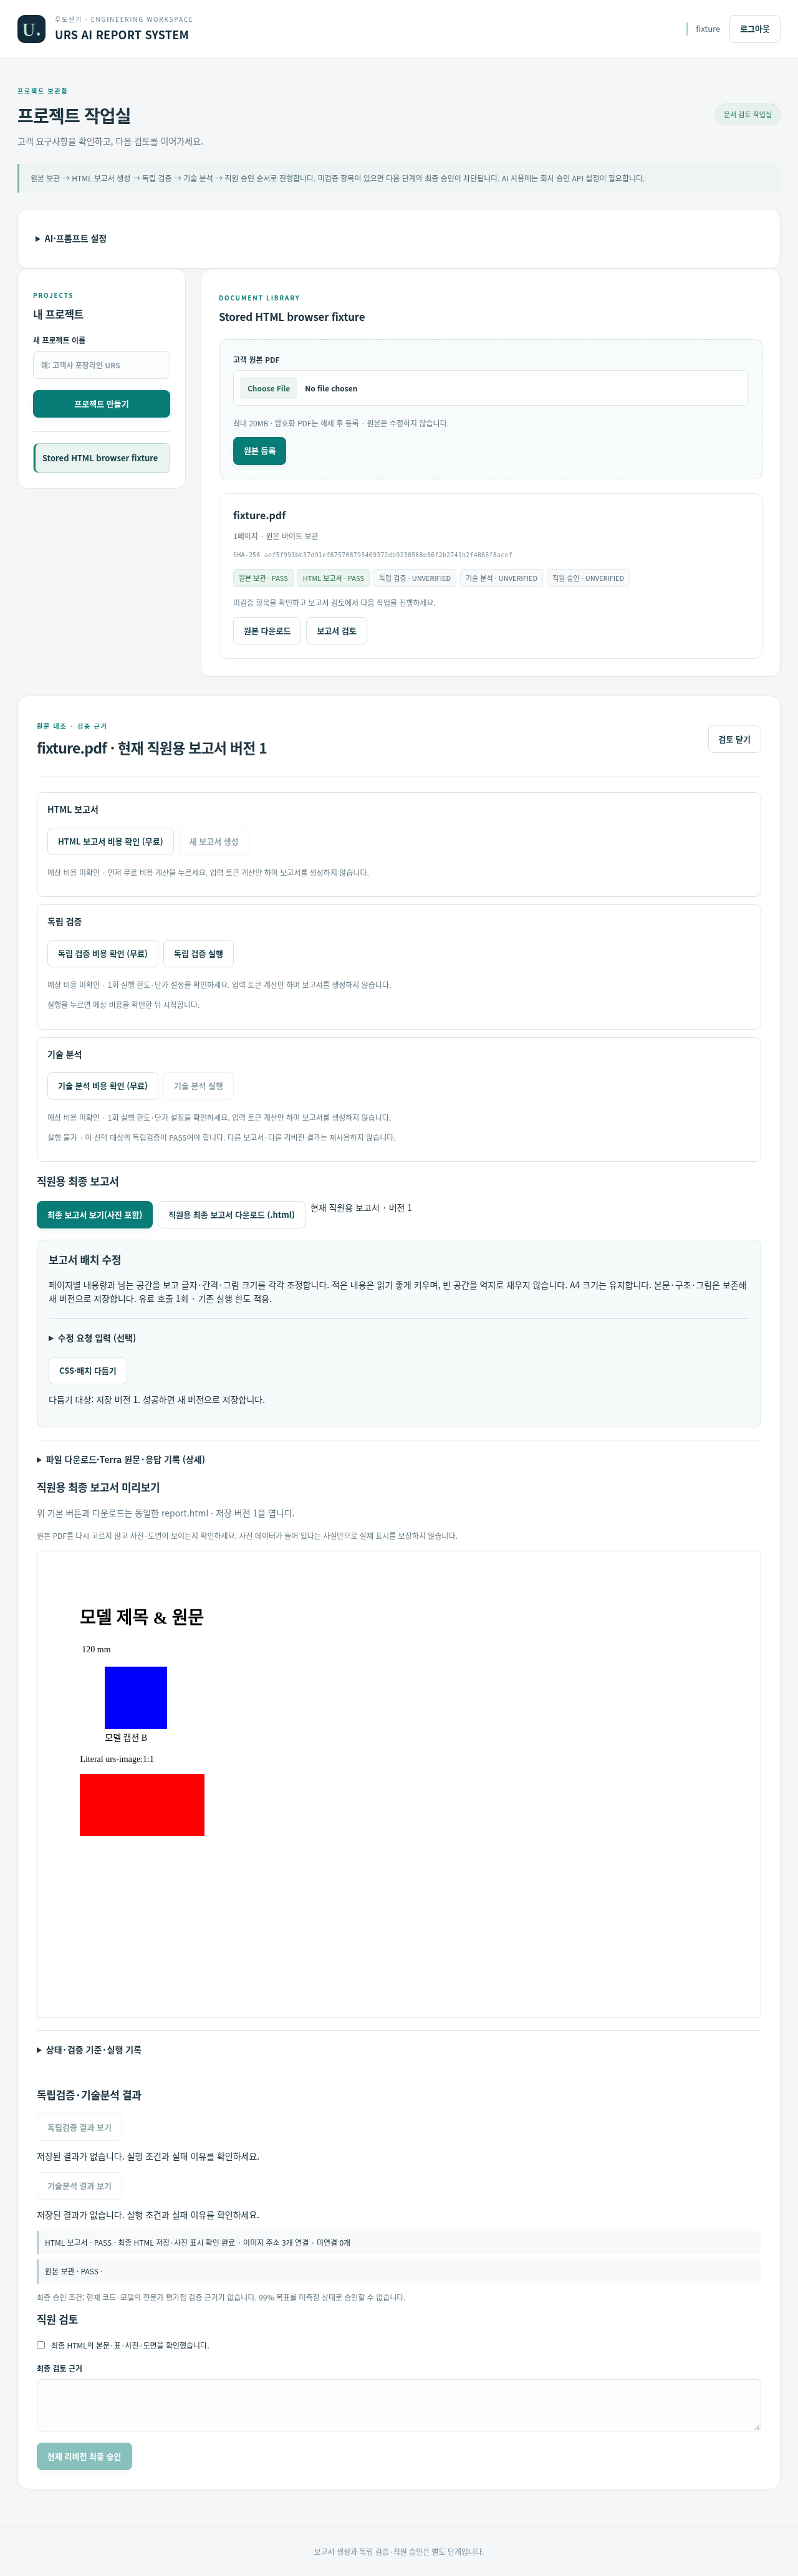 U.
우도산기 · ENGINEERING WORKSPACE
URS AI REPORT SYSTEM
fixture
로그아웃
프로젝트 보관함
프로젝트 작업실
문서 검토 작업실
고객 요구사항을 확인하고, 다음 검토를 이어가세요.
원본 보관 → HTML 보고서 생성 → 독립 검증 → 기술 분석 → 직원 승인 순서로 진행합니다. 미검증 항목이 있으면 다음 단계와 최종 승인이 차단됩니다. AI 사용에는 회사 승인 API 설정이 필요합니다.
▶ AI·프롬프트 설정
PROJECTS
내 프로젝트
새 프로젝트 이름
예: 고객사 포장라인 URS
프로젝트 만들기
Stored HTML browser fixture
DOCUMENT LIBRARY
Stored HTML browser fixture
고객 원본 PDF
Choose File No file chosen
최대 20MB · 암호화 PDF는 해제 후 등록 · 원본은 수정하지 않습니다.
원본 등록
fixture.pdf
1페이지 · 원본 바이트 보관
SHA-256 aef5f993bb37d91ef875708793469372db9230568e86f2b2741b2f4866f8acef
원본 보관 · PASS HTML 보고서 · PASS 독립 검증 · UNVERIFIED 기술 분석 · UNVERIFIED 직원 승인 · UNVERIFIED
미검증 항목을 확인하고 보고서 검토에서 다음 작업을 진행하세요.
원본 다운로드 보고서 검토
원문 대조 · 검증 근거
fixture.pdf · 현재 직원용 보고서 버전 1
검토 닫기
HTML 보고서
HTML 보고서 비용 확인 (무료) 새 보고서 생성
예상 비용 미확인 · 먼저 무료 비용 계산을 누르세요. 입력 토큰 계산만 하며 보고서를 생성하지 않습니다.
독립 검증
독립 검증 비용 확인 (무료) 독립 검증 실행
예상 비용 미확인 · 1회 실행 한도·단가 설정을 확인하세요. 입력 토큰 계산만 하며 보고서를 생성하지 않습니다.
실행을 누르면 예상 비용을 확인한 뒤 시작합니다.
기술 분석
기술 분석 비용 확인 (무료) 기술 분석 실행
예상 비용 미확인 · 1회 실행 한도·단가 설정을 확인하세요. 입력 토큰 계산만 하며 보고서를 생성하지 않습니다.
실행 불가 · 이 선택 대상의 독립검증이 PASS여야 합니다. 다른 보고서·다른 리비전 결과는 재사용하지 않습니다.
직원용 최종 보고서
최종 보고서 보기(사진 포함) 직원용 최종 보고서 다운로드 (.html) 현재 직원용 보고서 · 버전 1
보고서 배치 수정
페이지별 내용량과 남는 공간을 보고 글자·간격·그림 크기를 각각 조정합니다. 적은 내용은 읽기 좋게 키우며, 빈 공간을 억지로 채우지 않습니다. A4 크기는 유지합니다. 본문·구조·그림은 보존해
새 버전으로 저장합니다. 유료 호출 1회 · 기존 실행 한도 적용.
▶ 수정 요청 입력 (선택)
CSS·배치 다듬기
다듬기 대상: 저장 버전 1. 성공하면 새 버전으로 저장합니다.
▶ 파일 다운로드·Terra 원문·응답 기록 (상세)
직원용 최종 보고서 미리보기
위 기본 버튼과 다운로드는 동일한 report.html · 저장 버전 1을 엽니다.
원본 PDF를 다시 고르지 않고 사진·도면이 보이는지 확인하세요. 사진 데이터가 들어 있다는 사실만으로 실제 표시를 보장하지 않습니다.
모델 제목 & 원문
120 mm
모델 캡션 B
Literal urs-image:1:1
▶ 상태·검증 기준·실행 기록
독립검증·기술분석 결과
독립검증 결과 보기
저장된 결과가 없습니다. 실행 조건과 실패 이유를 확인하세요.
기술분석 결과 보기
저장된 결과가 없습니다. 실행 조건과 실패 이유를 확인하세요.
HTML 보고서 · PASS · 최종 HTML 저장·사진 표시 확인 완료 · 이미지 주소 3개 연결 · 미연결 0개
원본 보관 · PASS ·
최종 승인 조건: 현재 코드·모델의 전문가 평가집 검증 근거가 없습니다. 99% 목표를 미측정 상태로 승인할 수 없습니다.
직원 검토
최종 HTML의 본문·표·사진·도면을 확인했습니다.
최종 검토 근거
현재 리비전 최종 승인
보고서 생성과 독립 검증·직원 승인은 별도 단계입니다.